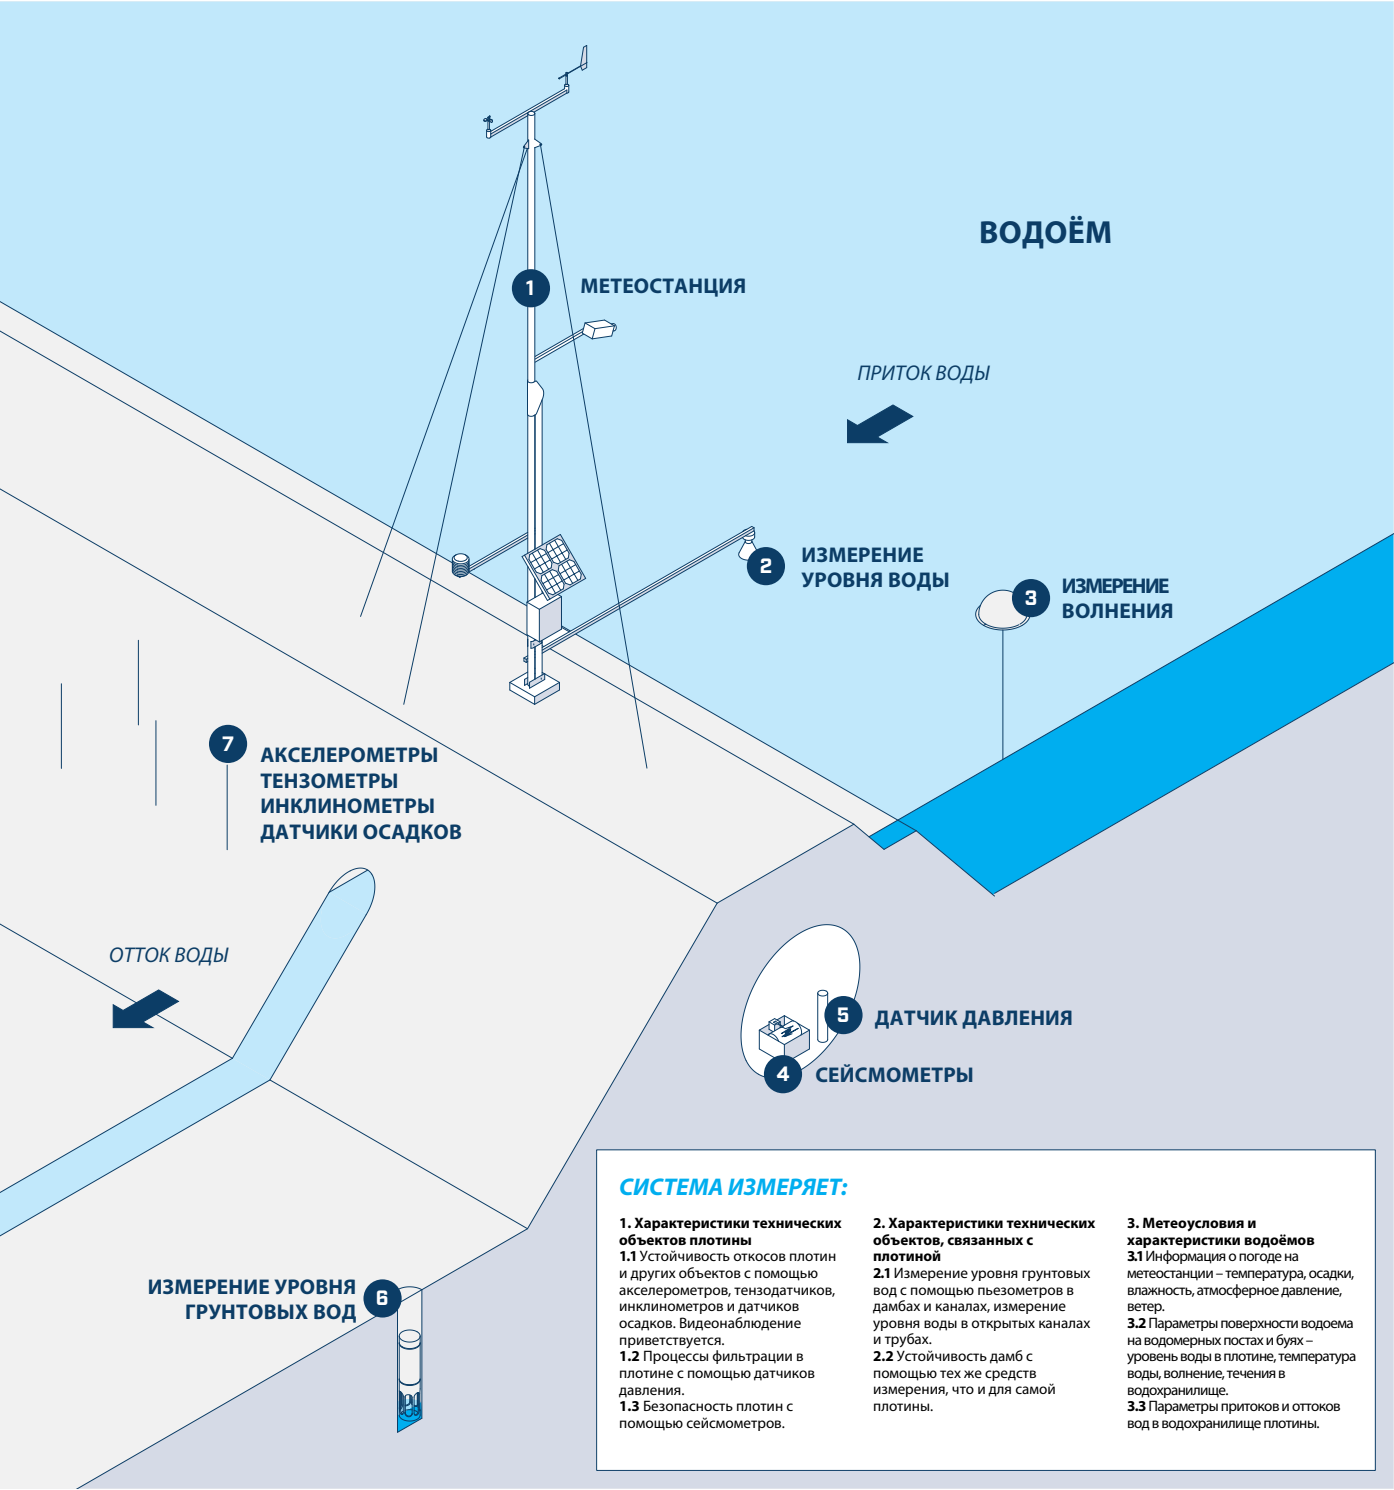 ВОДОЁМ
1
МЕТЕОСТАНЦИЯ
ПРИТОК ВОДЫ
2
ИЗМЕРЕНИЕ
УРОВНЯ ВОДЫ
3
ИЗМЕРЕНИЕ
ВОЛНЕНИЯ
7
АКСЕЛЕРОМЕТРЫ
ТЕНЗОМЕТРЫ
ИНКЛИНОМЕТРЫ
ДАТЧИКИ ОСАДКОВ
ОТТОК ВОДЫ
5
ДАТЧИК ДАВЛЕНИЯ
4
СЕЙСМОМЕТРЫ
ИЗМЕРЕНИЕ УРОВНЯ
ГРУНТОВЫХ ВОД
6
СИСТЕМА ИЗМЕРЯЕТ:
1. Характеристики технических
объектов плотины
1.1 Устойчивость откосов плотин
и других объектов с помощью
акселерометров, тензодатчиков,
инклинометров и датчиков
осадков. Видеонаблюдение
приветствуется.
1.2 Процессы фильтрации в
плотине с помощью датчиков
давления.
1.3 Безопасность плотин с
помощью сейсмометров.
2. Характеристики технических
объектов, связанных с
плотиной
2.1 Измерение уровня грунтовых
вод с помощью пьезометров в
дамбах и каналах, измерение
уровня воды в открытых каналах
и трубах.
2.2 Устойчивость дамб с
помощью тех же средств
измерения, что и для самой
плотины.
3. Метеоусловия и
характеристики водоёмов
3.1 Информация о погоде на
метеостанции – температура, осадки,
влажность, атмосферное давление,
ветер.
3.2 Параметры поверхности водоема
на водомерных постах и буях –
уровень воды в плотине, температура
воды, волнение, течения в
водохранилище.
3.3 Параметры притоков и оттоков
вод в водохранилище плотины.